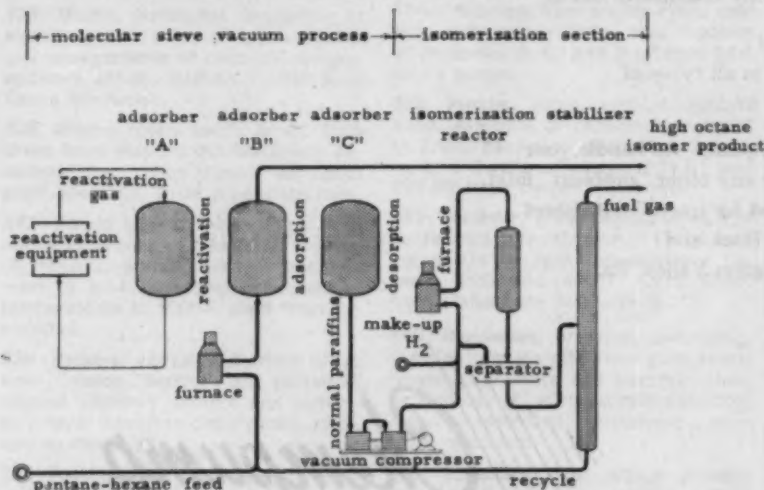 molecular sieve vacuum process
isomerization section
adsorber
"A"
adsorber
"B"
adsorber
"C"
isomerization
reactor
stabilizer
high octane
isomer product
fuel gas
reactivation
gas
reactivation
equipment
reactivation
adsorption
desorption
furnace
furnace
make-up
H2
normal paraffins
separator
vacuum compressor
pentane-hexane feed
recycle